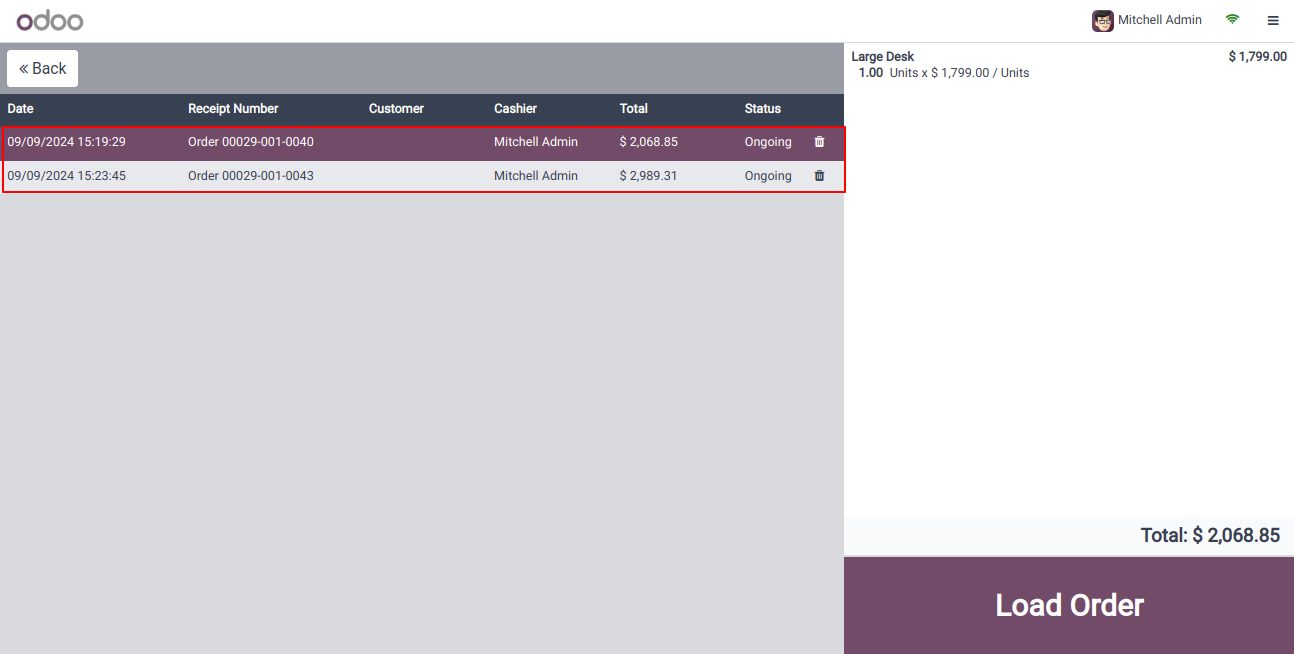 odoo Mitchell Admin
« Back
Date Receipt Number Customer Cashier Total Status
09/09/2024 15:19:29 Order 00029-001-0040 Mitchell Admin $ 2,068.85 Ongoing
09/09/2024 15:23:45 Order 00029-001-0043 Mitchell Admin $ 2,989.31 Ongoing
Large Desk $ 1,799.00
1.00 Units x $ 1,799.00 / Units
Total: $ 2,068.85
Load Order